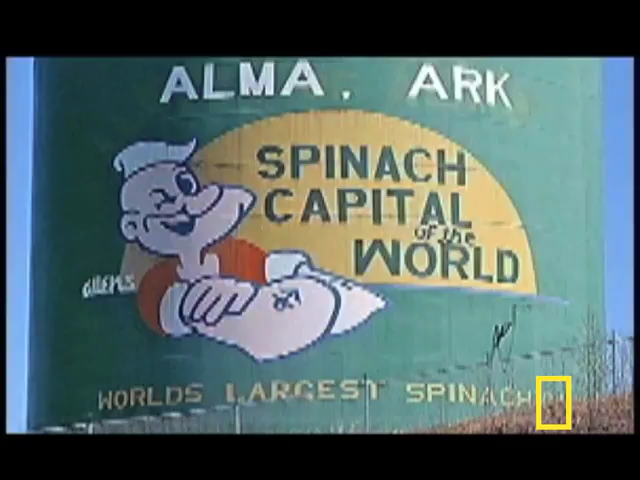 ALMA, ARK
SPINACH
CAPITAL
of the
WORLD
WORLDS LARGEST SPINACH